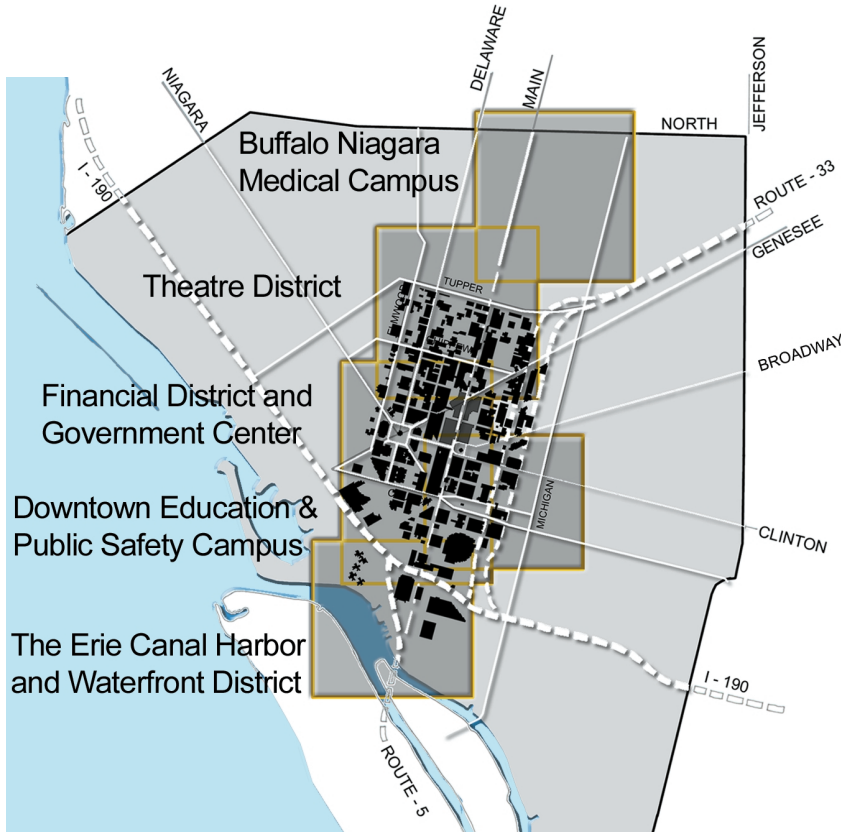 DELAWARE
MAIN
JEFFERSON
NIAGARA
NORTH
Buffalo Niagara
Medical Campus
I - 190
ROUTE - 33
GENESEE
Theatre District
TUPPER
ELMWOOD
BROADWAY
Financial District and
Government Center
Downtown Education &
Public Safety Campus
MICHIGAN
CLINTON
The Erie Canal Harbor
and Waterfront District
I - 190
ROUTE - 5